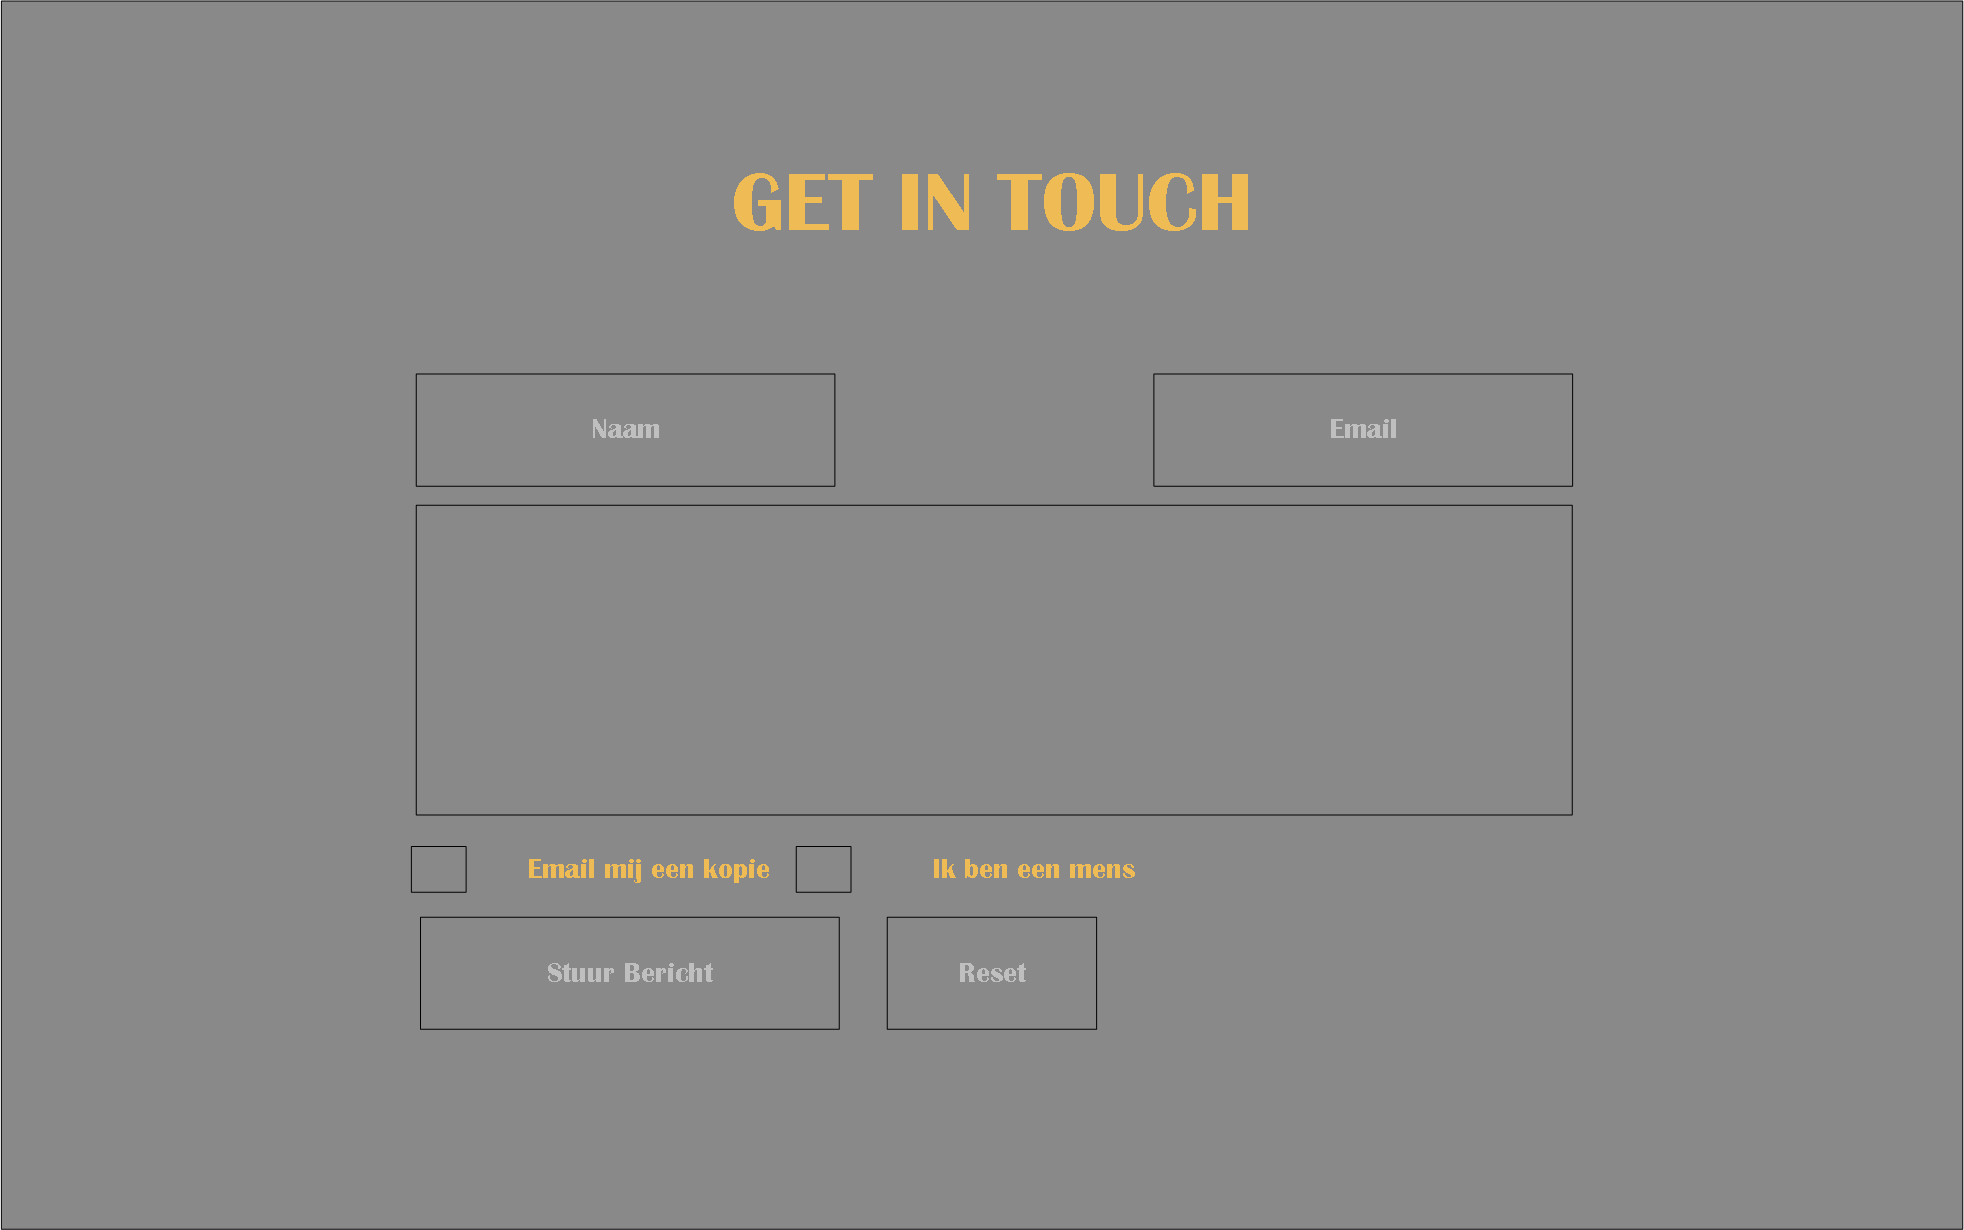 GET IN TOUCH
Naam
Email
Email mij een kopie
Ik ben een mens
Stuur Bericht
Reset